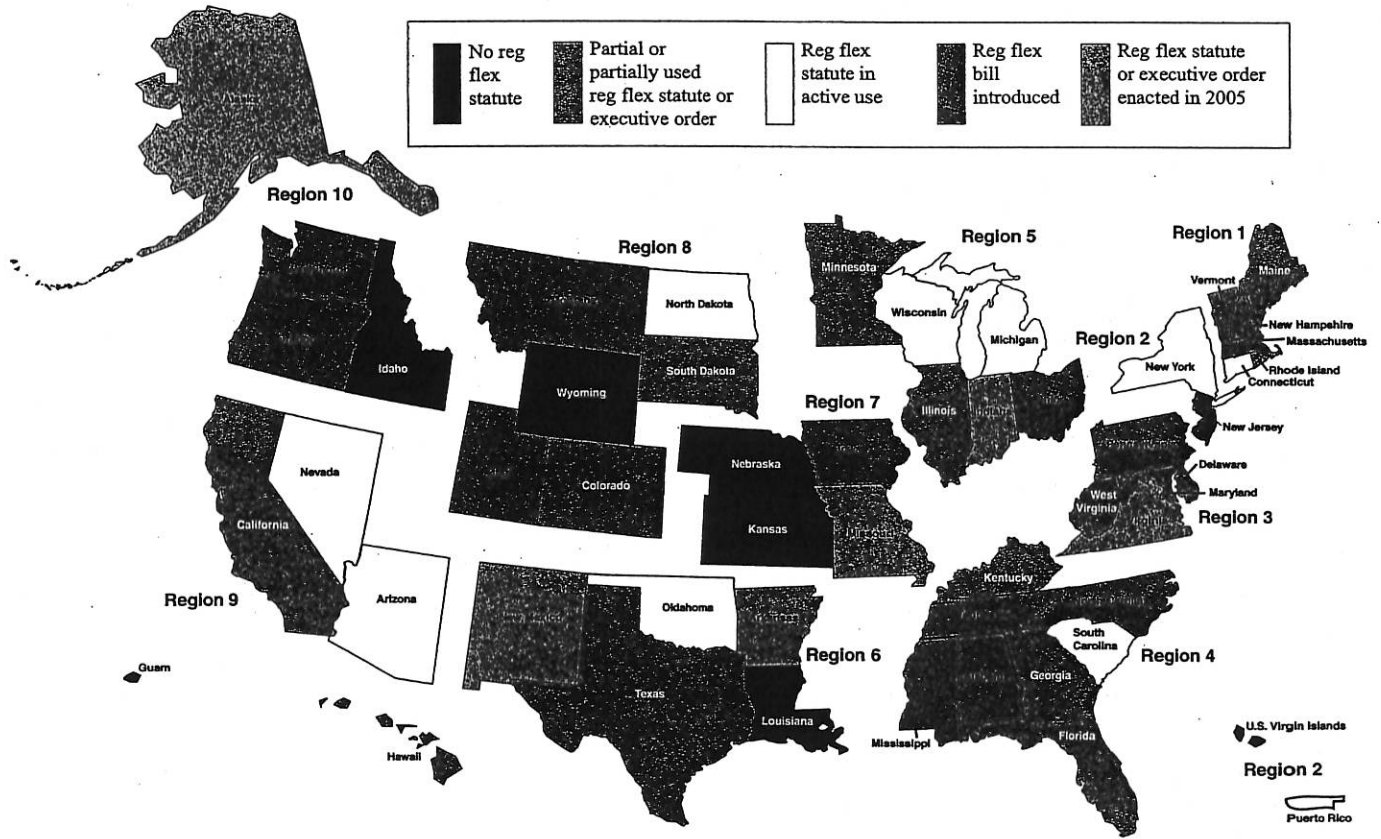 No reg
flex
statute
Partial or
partially used
reg flex statute or
executive order
Reg flex
statute in
active use
Reg flex
bill
introduced
Reg flex statute
or executive order
enacted in 2005
Alaska
Region 10
Region 8
Region 5
Region 1
Minnesota
Maine
Vermont
North Dakota
Wisconsin
Michigan
New Hampshire
Massachusetts
Region 2
Rhode Island
Connecticut
New York
Idaho
South Dakota
Wyoming
Region 7
Illinois
Indiana
New Jersey
Nebraska
Nevada
Colorado
Delaware
Maryland
West
Virginia
Region 3
California
Kansas
Missouri
Kentucky
Region 9
Arizona
Oklahoma
Arkansas
South
Carolina
Region 6
Region 4
Guam
Georgia
Texas
Louisiana
Hawaii
Mississippi
Florida
U.S. Virgin Islands
Region 2
Puerto Rico